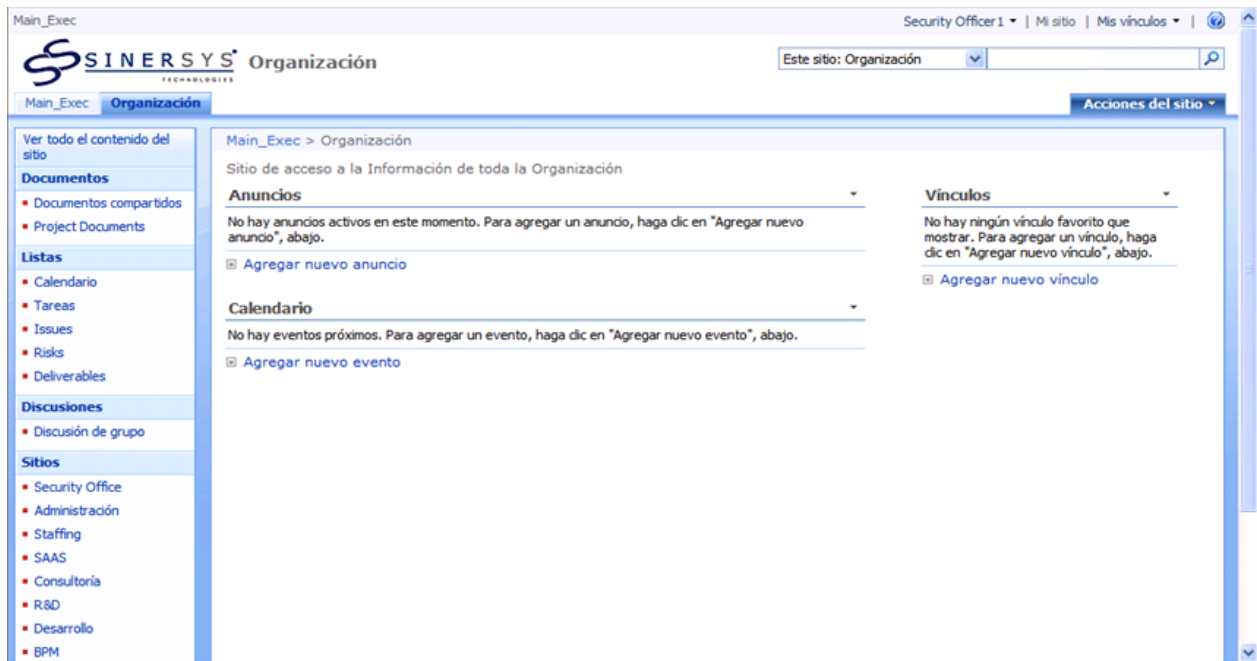 Main_Exec
Security Officer1 | Mi sitio | Mis vínculos |
SINERSYS
TECHNOLOGIES
Organización
Este sitio: Organización
Main_Exec Organización
Acciones del sitio
Ver todo el contenido del
sitio
Documentos
Documentos compartidos
Project Documents
Listas
Calendario
Tareas
Issues
Risks
Deliverables
Discusiones
Discusión de grupo
Sitios
Security Office
Administración
Staffing
SAAS
Consultoría
R&D
Desarrollo
BPM
Main_Exec > Organización
Sitio de acceso a la Información de toda la Organización
Anuncios
No hay anuncios activos en este momento. Para agregar un anuncio, haga clic en "Agregar nuevo
anuncio", abajo.
Agregar nuevo anuncio
Calendario
No hay eventos próximos. Para agregar un evento, haga clic en "Agregar nuevo evento", abajo.
Agregar nuevo evento
Vínculos
No hay ningún vínculo favorito que
mostrar. Para agregar un vínculo, haga
clic en "Agregar nuevo vínculo", abajo.
Agregar nuevo vínculo